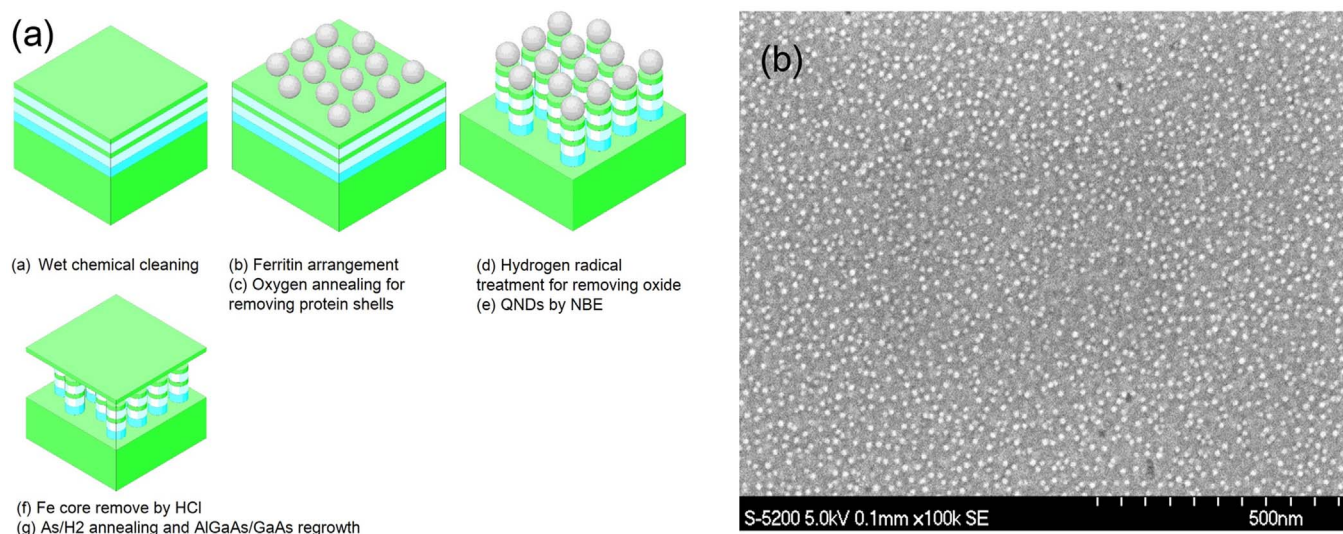 (a)
(b)
(a) Wet chemical cleaning
(b) Ferritin arrangement
(c) Oxygen annealing for
removing protein shells
(d) Hydrogen radical
treatment for removing oxide
(e) QNDs by NBE
(f) Fe core remove by HCl
(g) As/H2 annealing and AlGaAs/GaAs regrowth
S-5200 5.0kV 0.1mm x100k SE
500nm